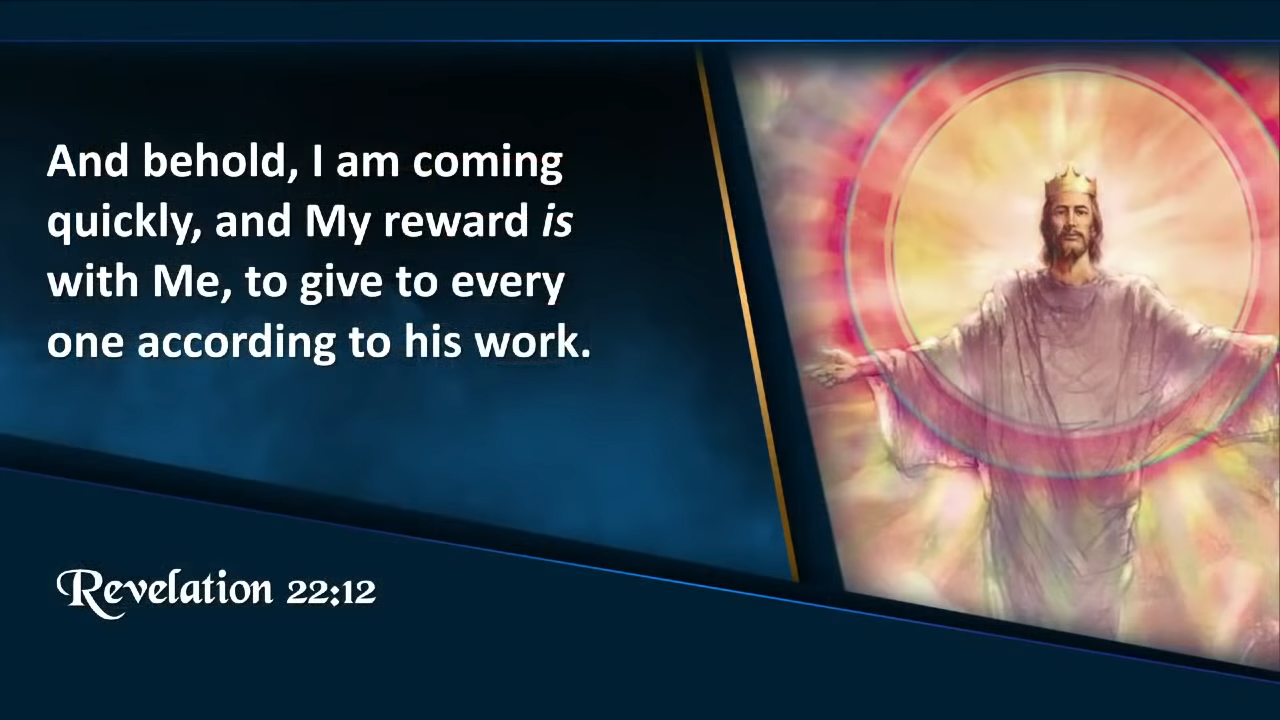 And behold, I am coming
quickly, and My reward is
with Me, to give to every
one according to his work.
Revelation 22:12